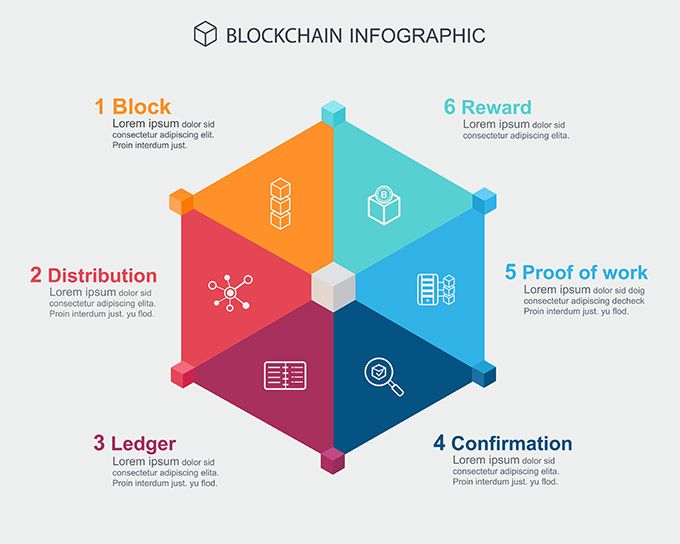 BLOCKCHAIN INFOGRAPHIC
1 Block
Lorem ipsum dolor sid
consectetur adipiscing elit.
Proin interdum just.
2 Distribution
Lorem ipsum dolor sid
consectetur adipiscing elita.
Proin interdum just. yu flod.
3 Ledger
Lorem ipsum dolor sid
consectetur adipiscing elita.
Proin interdum just. yu flod.
4 Confirmation
Lorem ipsum dolor sid
consectetur adipiscing elita.
Proin interdum just. yu flod.
5 Proof of work
Lorem ipsum dolor sid doig
consectetur adipiscing decheck
Proin interdum just. yu flod.
6 Reward
Lorem ipsum dolor sid
consectetur adipiscing elita.
B